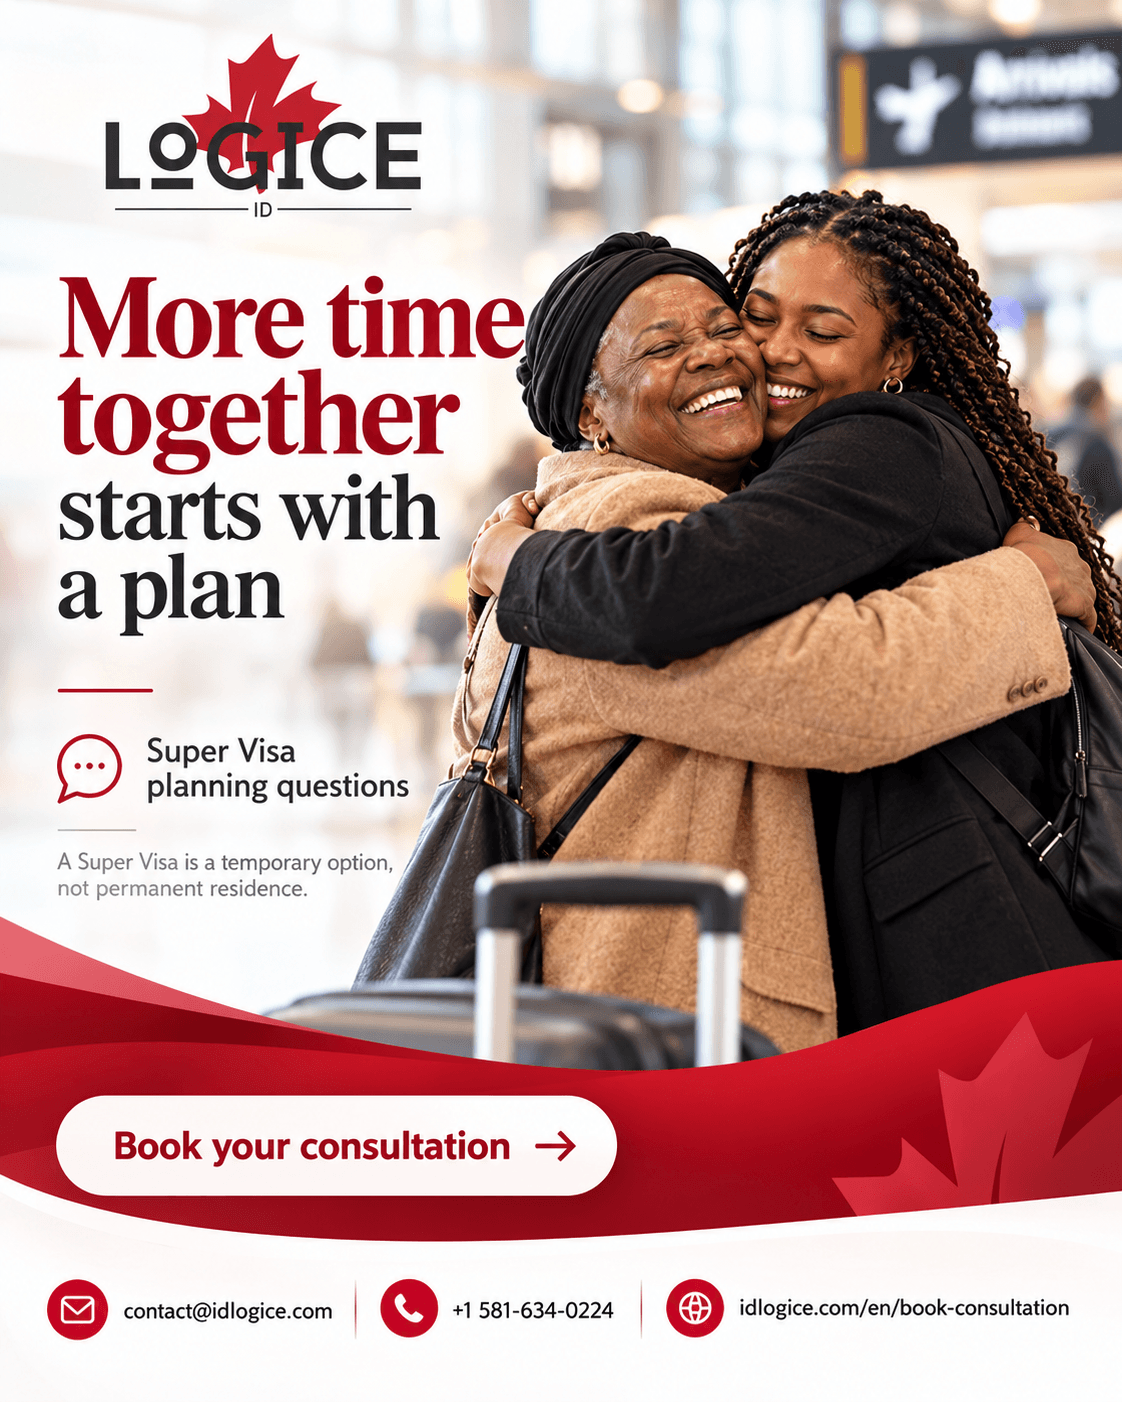 LOGICE
ID
Arrivals
More time
together
starts with
a plan
Super Visa
planning questions
A Super Visa is a temporary option,
not permanent residence.
Book your consultation
contact@idlogice.com
+1 581-634-0224
idlogice.com/en/book-consultation